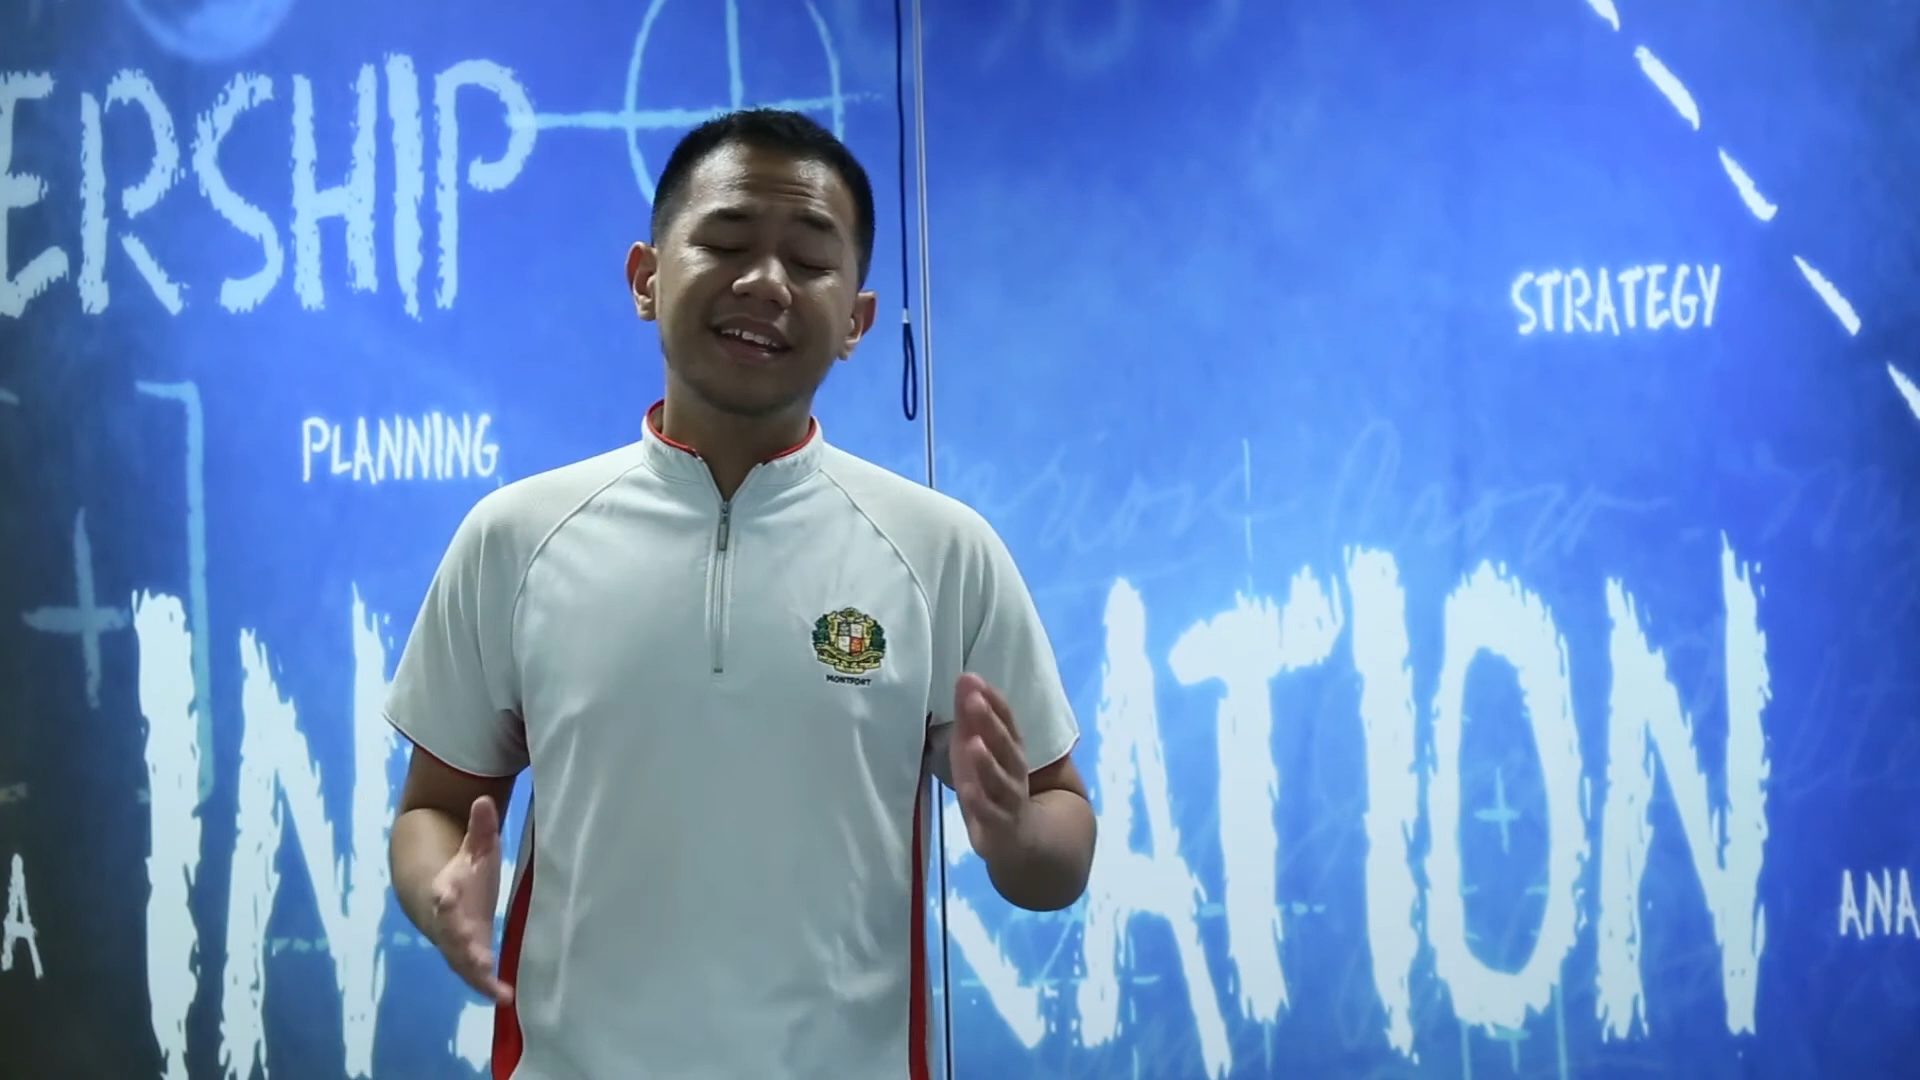 ERSHIP
STRATEGY
PLANNING
IN ATION
A
ANA
MONTFORT